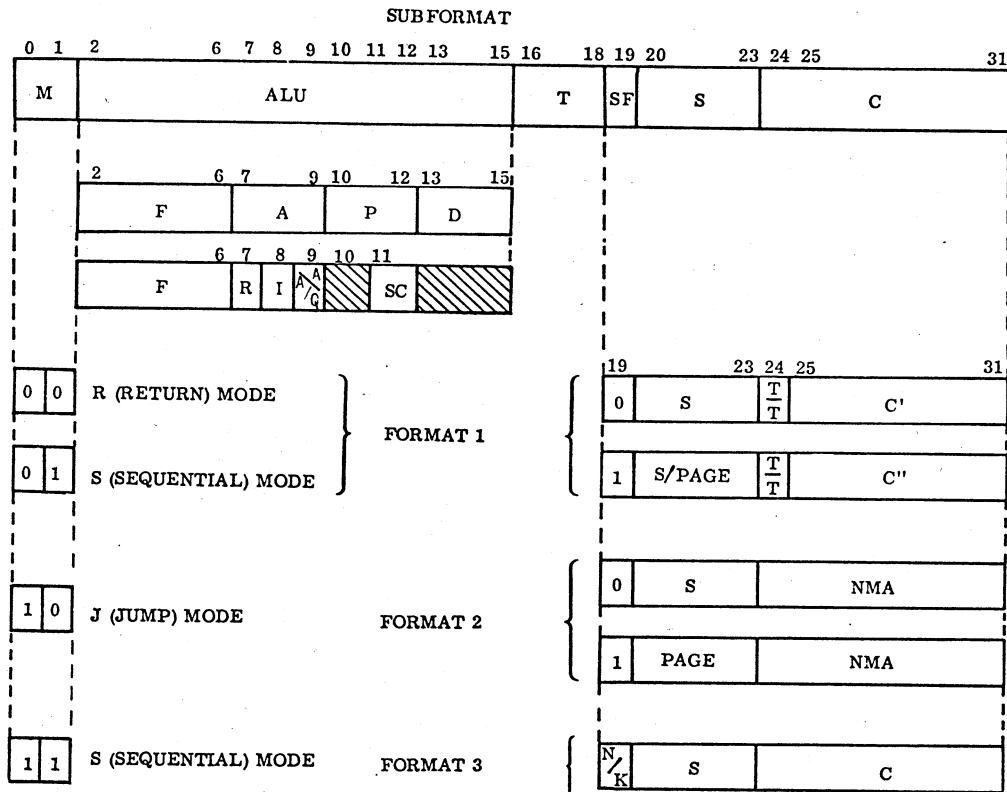 SUBFORMAT
0 1 2 6 7 8 9 10 11 12 13 15 16 18 19 20 23 24 25 31
M ALU T SF S C
2 6 7 9 10 12 13 15
F A P D
6 7 8 9 10 11
F R I A/G A SC
19 23 24 25 31
0 0 R (RETURN) MODE 0 S T/T C'
FORMAT 1
0 1 S (SEQUENTIAL) MODE 1 S/PAGE T/T C"
0 S NMA
1 0 J (JUMP) MODE FORMAT 2
1 PAGE NMA
1 1 S (SEQUENTIAL) MODE FORMAT 3 N/K S C